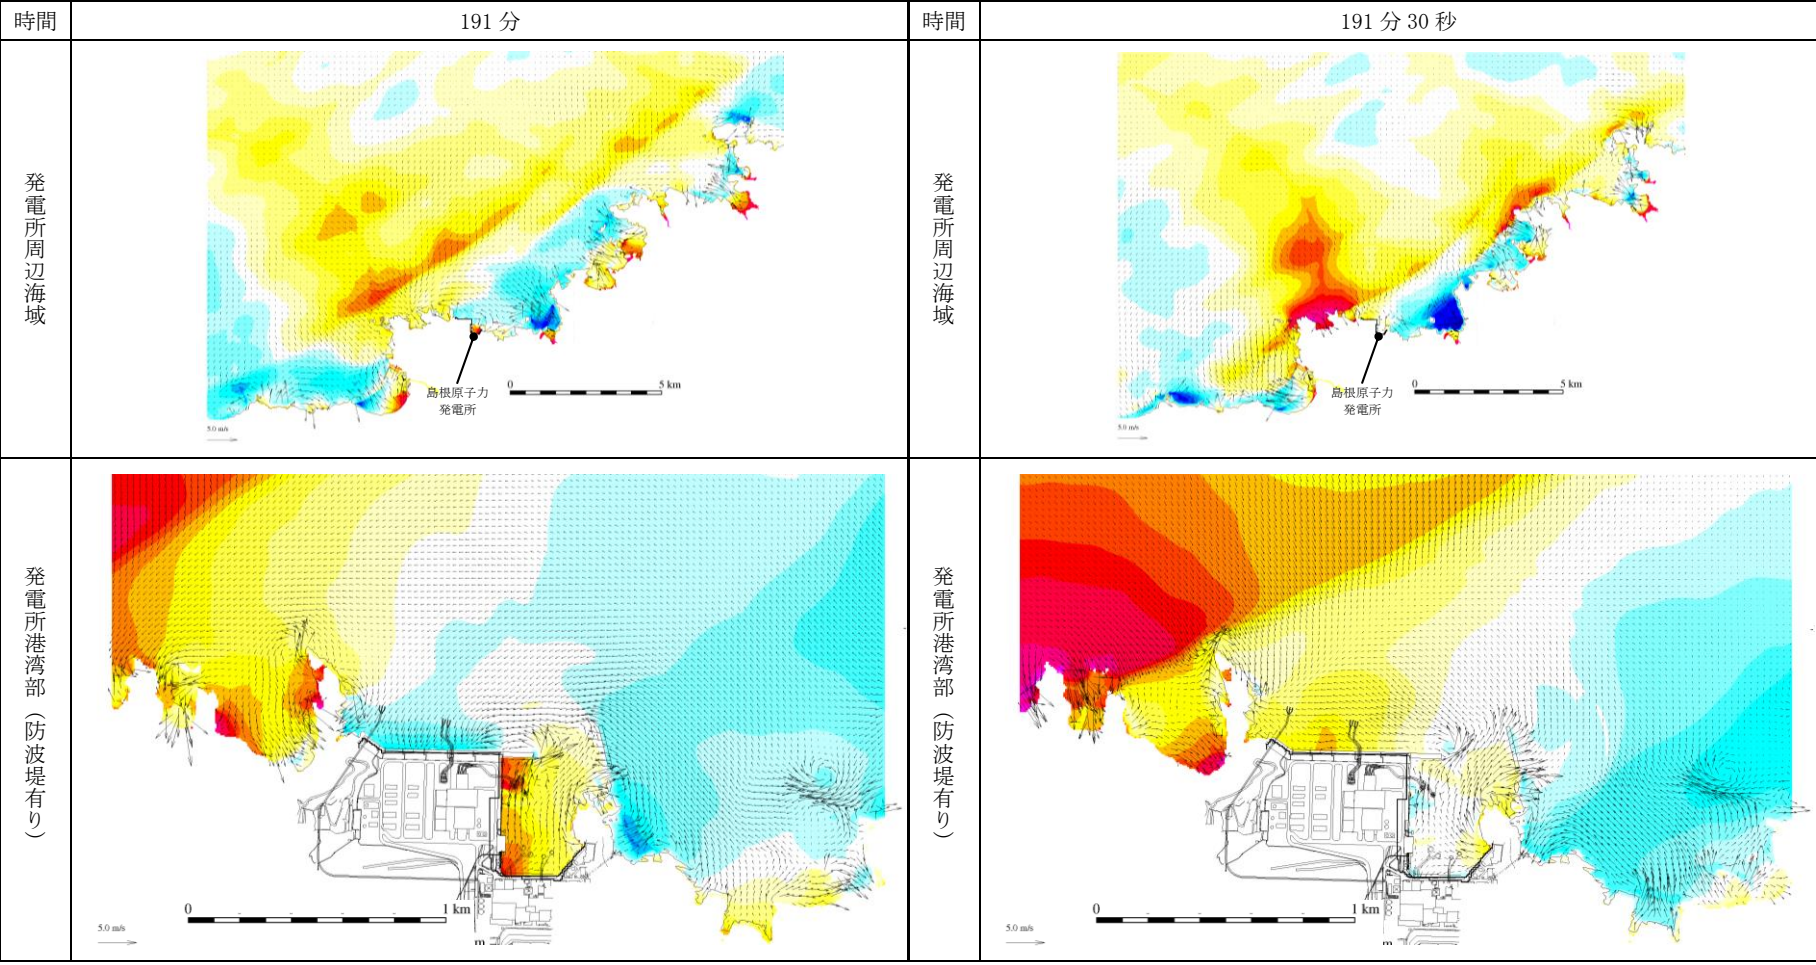 時間
191 分
時間
191 分 30 秒
発電所周辺海域
島根原子力
発電所
0
5 km
5.0 m/s
発電所周辺海域
島根原子力
発電所
0
5 km
5.0 m/s
発電所港湾部（防波堤有り）
0
1 km
5.0 m/s
m
発電所港湾部（防波堤有り）
0
1 km
5.0 m/s
m